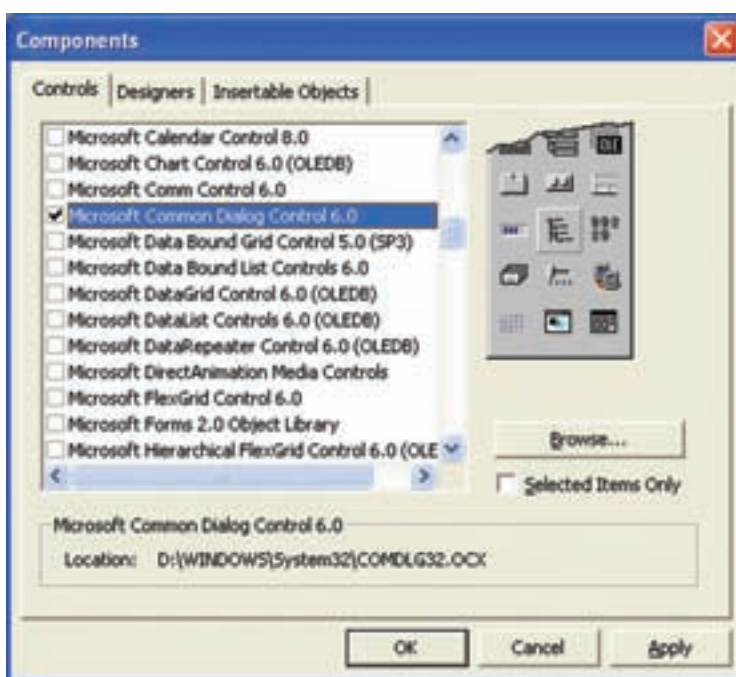 Components
Controls
Designers
Insertable Objects
Microsoft Calendar Control 8.0
Microsoft Chart Control 6.0 (OLEDB)
Microsoft Comm Control 6.0
Microsoft Common Dialog Control 6.0
Microsoft Data Bound Grid Control 5.0 (SP3)
Microsoft Data Bound List Controls 6.0
Microsoft DataGrid Control 6.0 (OLEDB)
Microsoft DataList Controls 6.0 (OLEDB)
Microsoft DataRepeater Control 6.0 (OLEDB)
Microsoft DirectAnimation Media Controls
Microsoft FlexGrid Control 6.0
Microsoft Forms 2.0 Object Library
Microsoft Hierarchical FlexGrid Control 6.0 (OLE
Browse...
Selected Items Only
Microsoft Common Dialog Control 6.0
Location: D:\WINDOWS\System32\COMDLG32.OCX
OK
Cancel
Apply